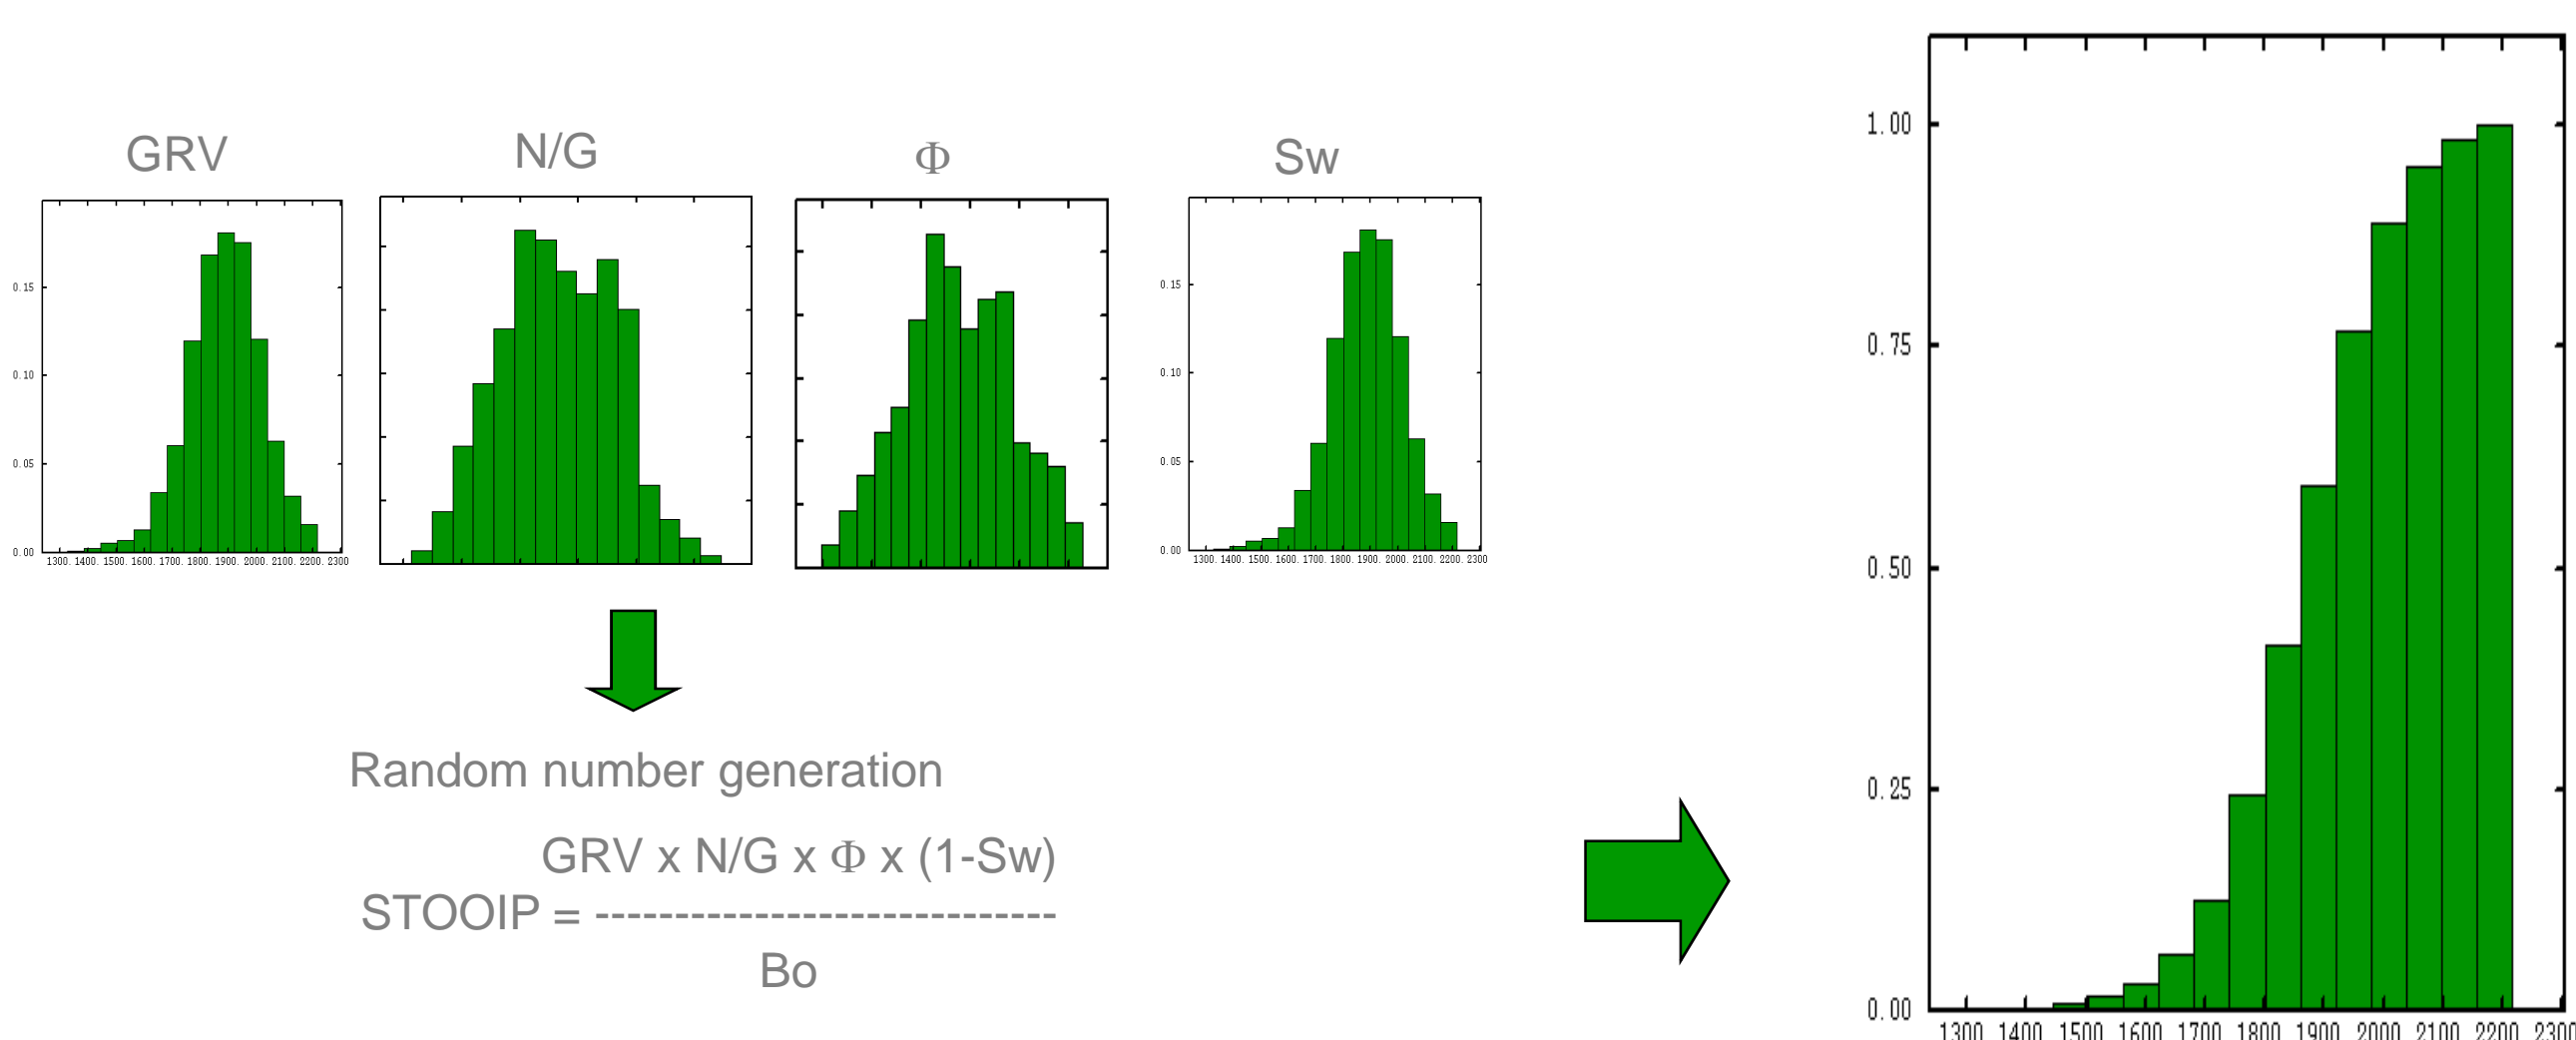 GRV N/G Φ Sw
0.15
0.10
0.05
0.00
1300. 1400. 1500. 1600. 1700. 1800. 1900. 2000. 2100. 2200. 2300
0.15
0.10
0.05
0.00
1300. 1400. 1500. 1600. 1700. 1800. 1900. 2000. 2100. 2200. 2300
Random number generation
GRV x N/G x Φ x (1-Sw)
STOOIP = -----------------------------
Bo
1.00
0.75
0.50
0.25
0.00
1300 1400 1500 1600 1700 1800 1900 2000 2100 2200 2300